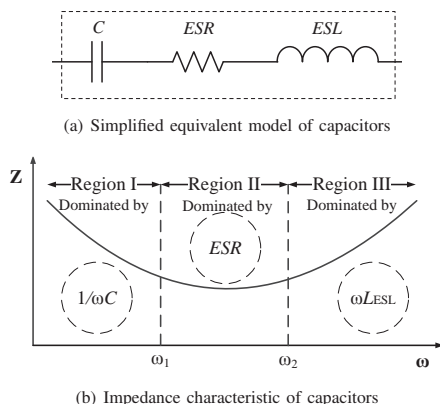 C ESR ESL
(a) Simplified equivalent model of capacitors
Z
Region I Region II Region III
Dominated by Dominated by Dominated by
ESR
1/ωC ωLESL
ω1 ω2 ω
(b) Impedance characteristic of capacitors